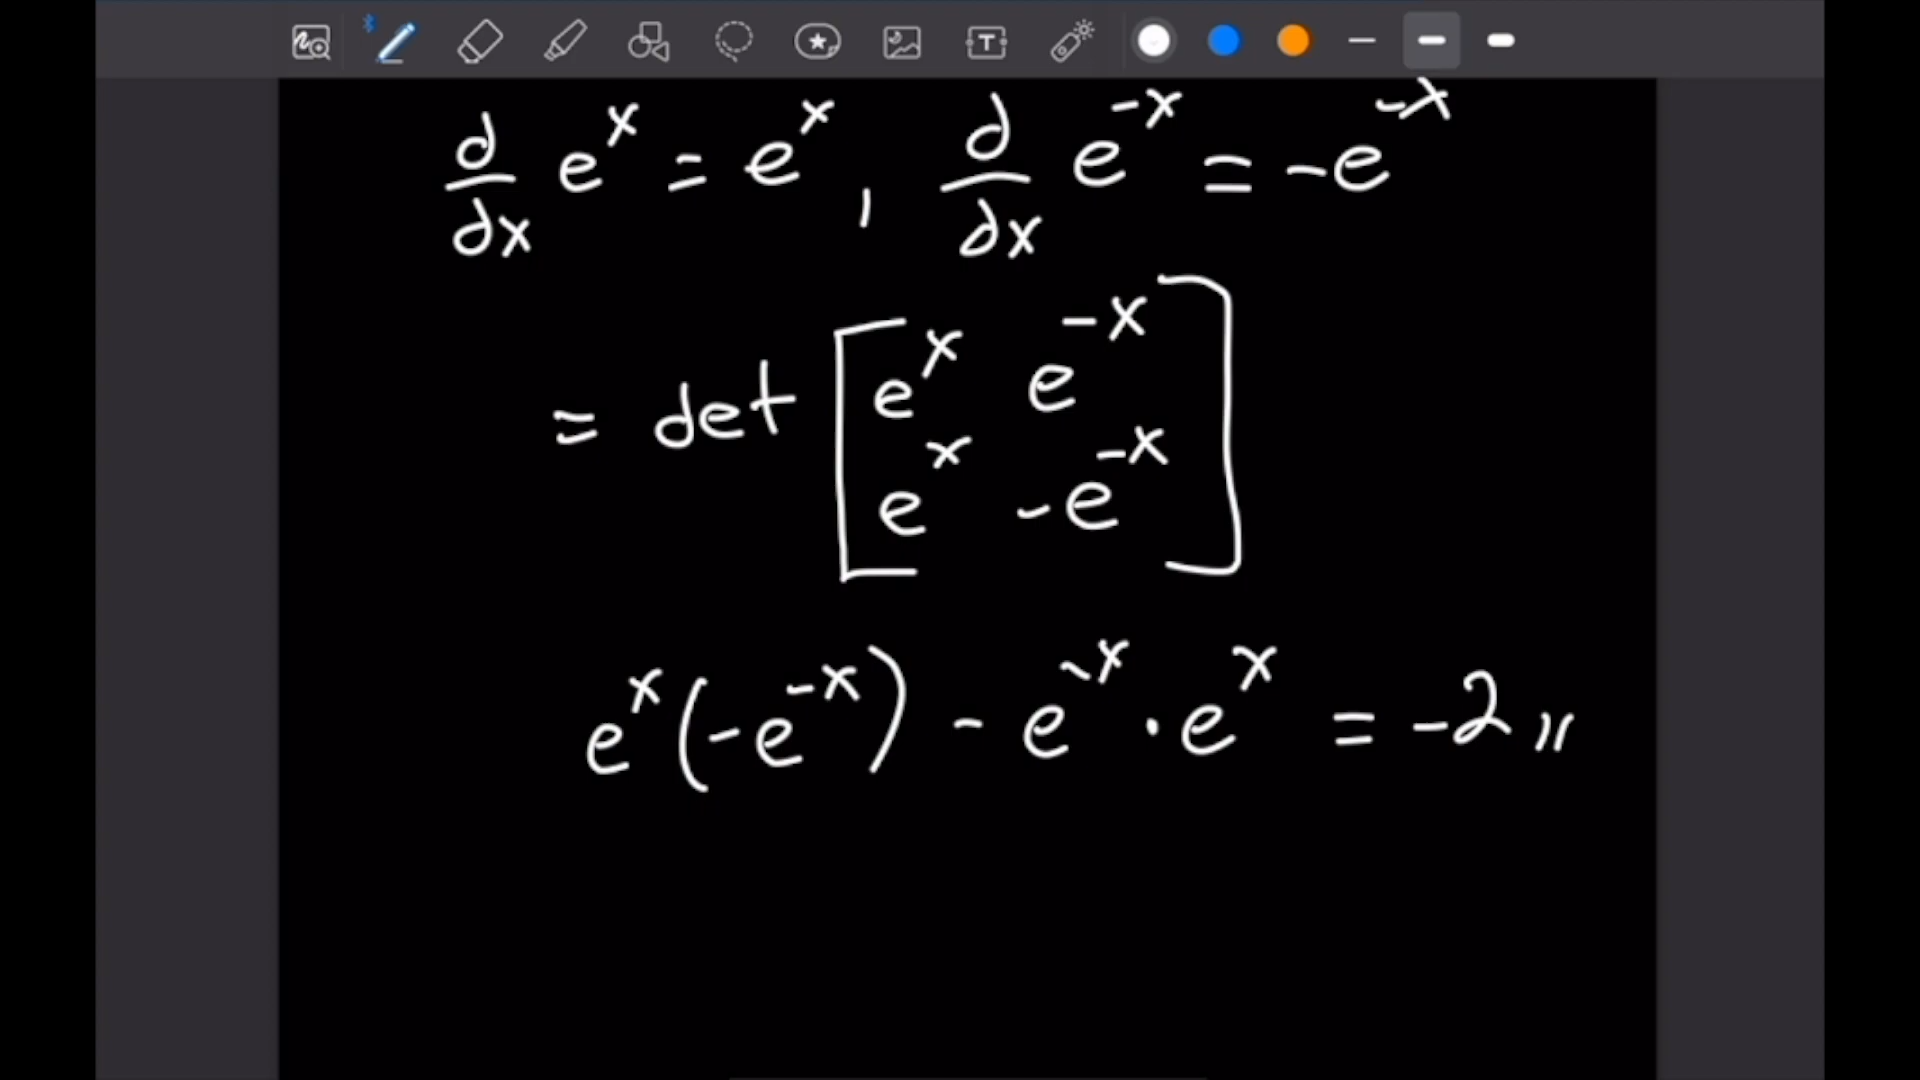 d/dx e^x = e^x , d/dx e^-x = -e^-x
= det [ e^x e^-x
e^x -e^-x ]
e^x (-e^-x) - e^-x · e^x = -2 〃